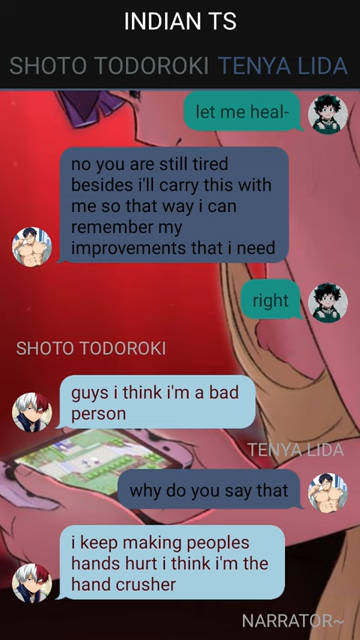 INDIAN TS
SHOTO TODOROKI TENYA LIDA
let me heal-
no you are still tired
besides i'll carry this with
me so that way i can
remember my
improvements that i need
right
SHOTO TODOROKI
guys i think i'm a bad
person
TENYA LIDA
why do you say that
i keep making peoples
hands hurt i think i'm the
hand crusher
NARRATOR~